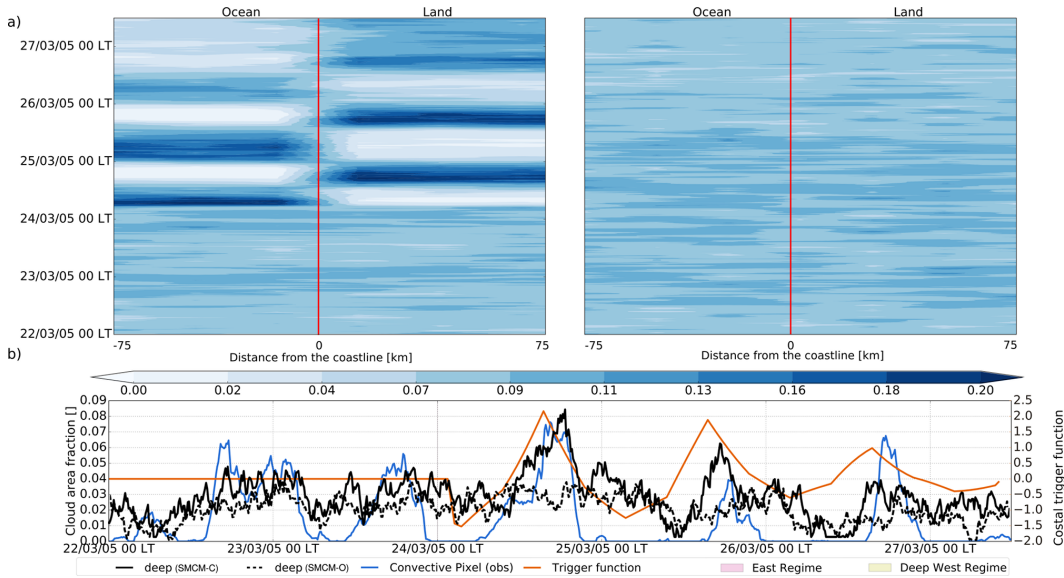 a)
Ocean Land Ocean Land
27/03/05 00 LT
26/03/05 00 LT
25/03/05 00 LT
24/03/05 00 LT
23/03/05 00 LT
22/03/05 00 LT
-75 0 75 -75 0 75
Distance from the coastline [km] Distance from the coastline [km]
b)
0.00 0.02 0.04 0.07 0.09 0.11 0.13 0.16 0.18 0.20
Cloud area fraction []
0.09
0.08
0.07
0.06
0.05
0.04
0.03
0.02
0.01
0.00
2.5
2.0
1.5
1.0
0.5
0.0
−0.5
−1.0
−1.5
−2.0
Costal trigger function
22/03/05 00 LT 23/03/05 00 LT 24/03/05 00 LT 25/03/05 00 LT 26/03/05 00 LT 27/03/05 00 LT
deep (SMCM-C) deep (SMCM-O) Convective Pixel (obs) Trigger function East Regime Deep West Regime